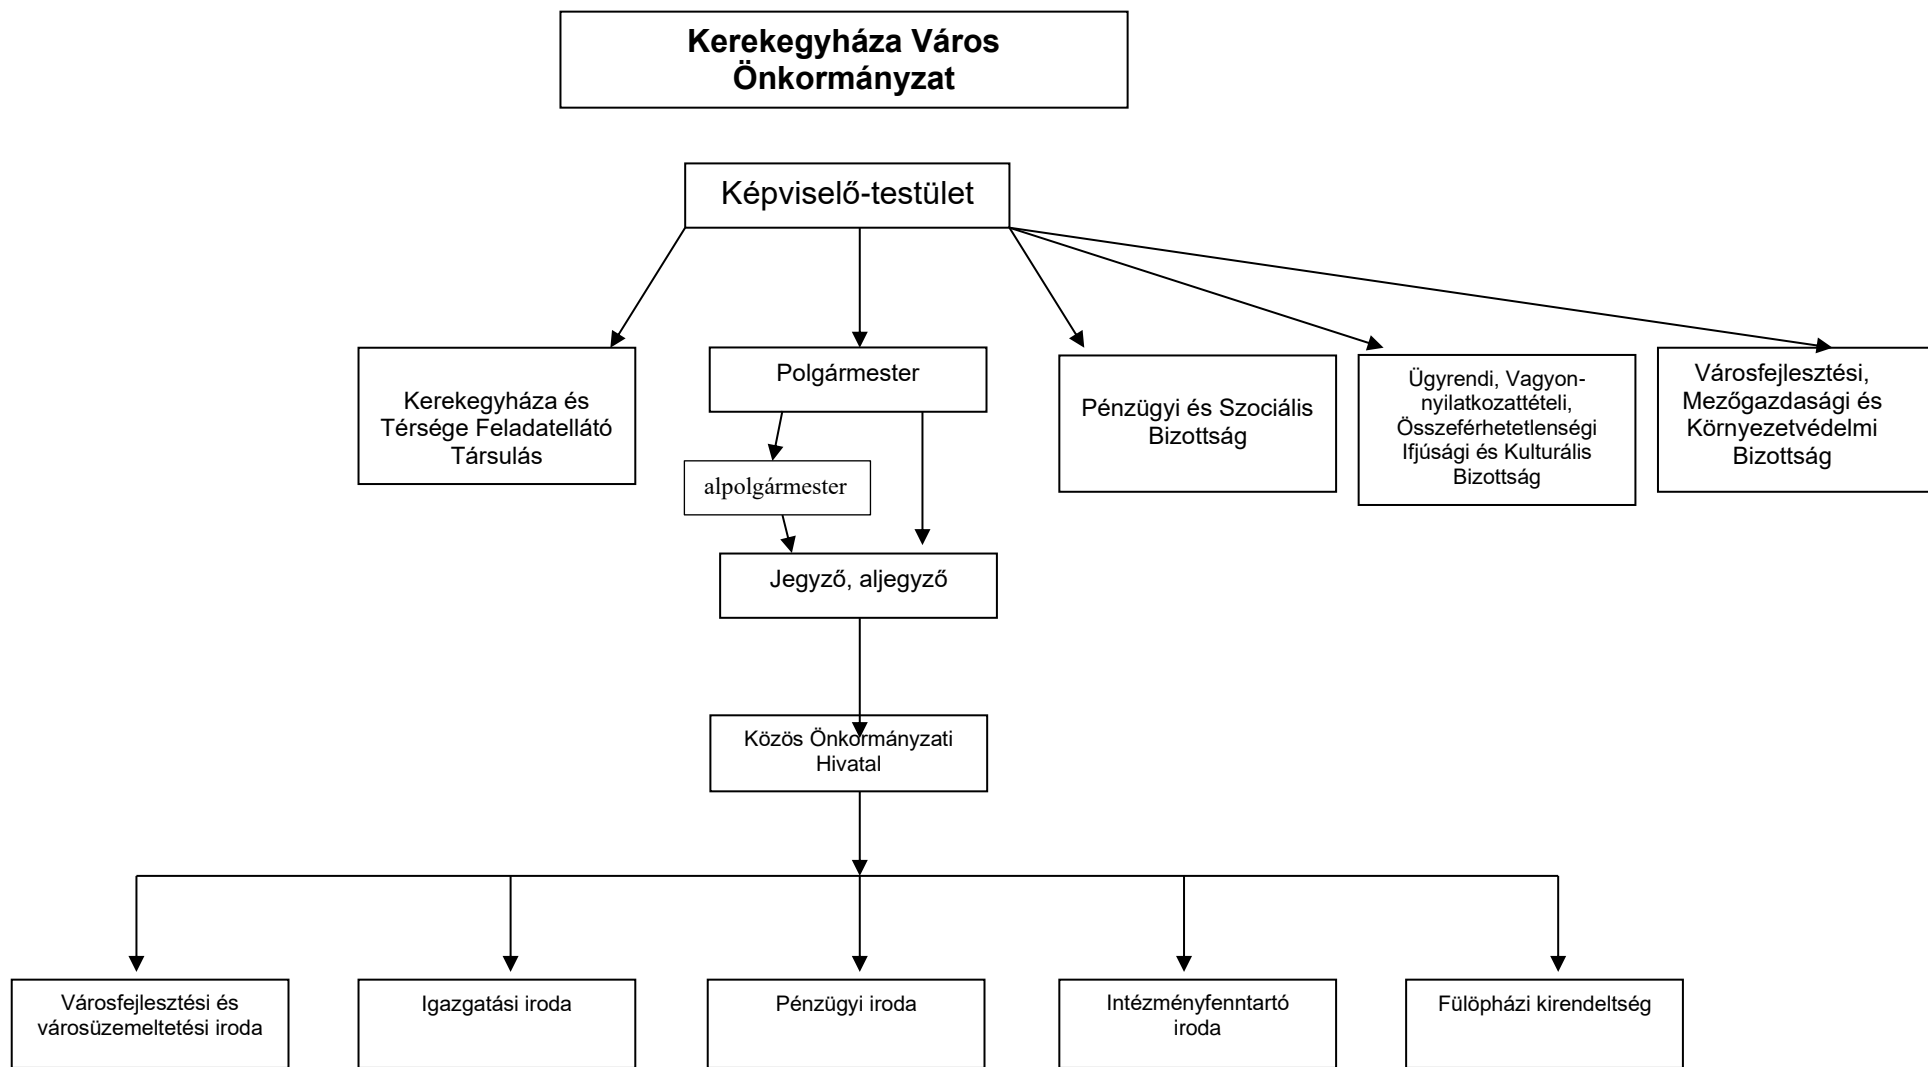 Kerekegyháza Város
Önkormányzat
Képviselő-testület
Kerekegyháza és
Térsége Feladatellátó
Társulás
Polgármester
Pénzügyi és Szociális
Bizottság
Ügyrendi, Vagyon-
nyilatkozattételi,
Összeférhetetlenségi
Ifjúsági és Kulturális
Bizottság
Városfejlesztési,
Mezőgazdasági és
Környezetvédelmi
Bizottság
alpolgármester
Jegyző, aljegyző
Közös Önkormányzati
Hivatal
Városfejlesztési és
városüzemeltetési iroda
Igazgatási iroda
Pénzügyi iroda
Intézményfenntartó
iroda
Fülöpházi kirendeltség